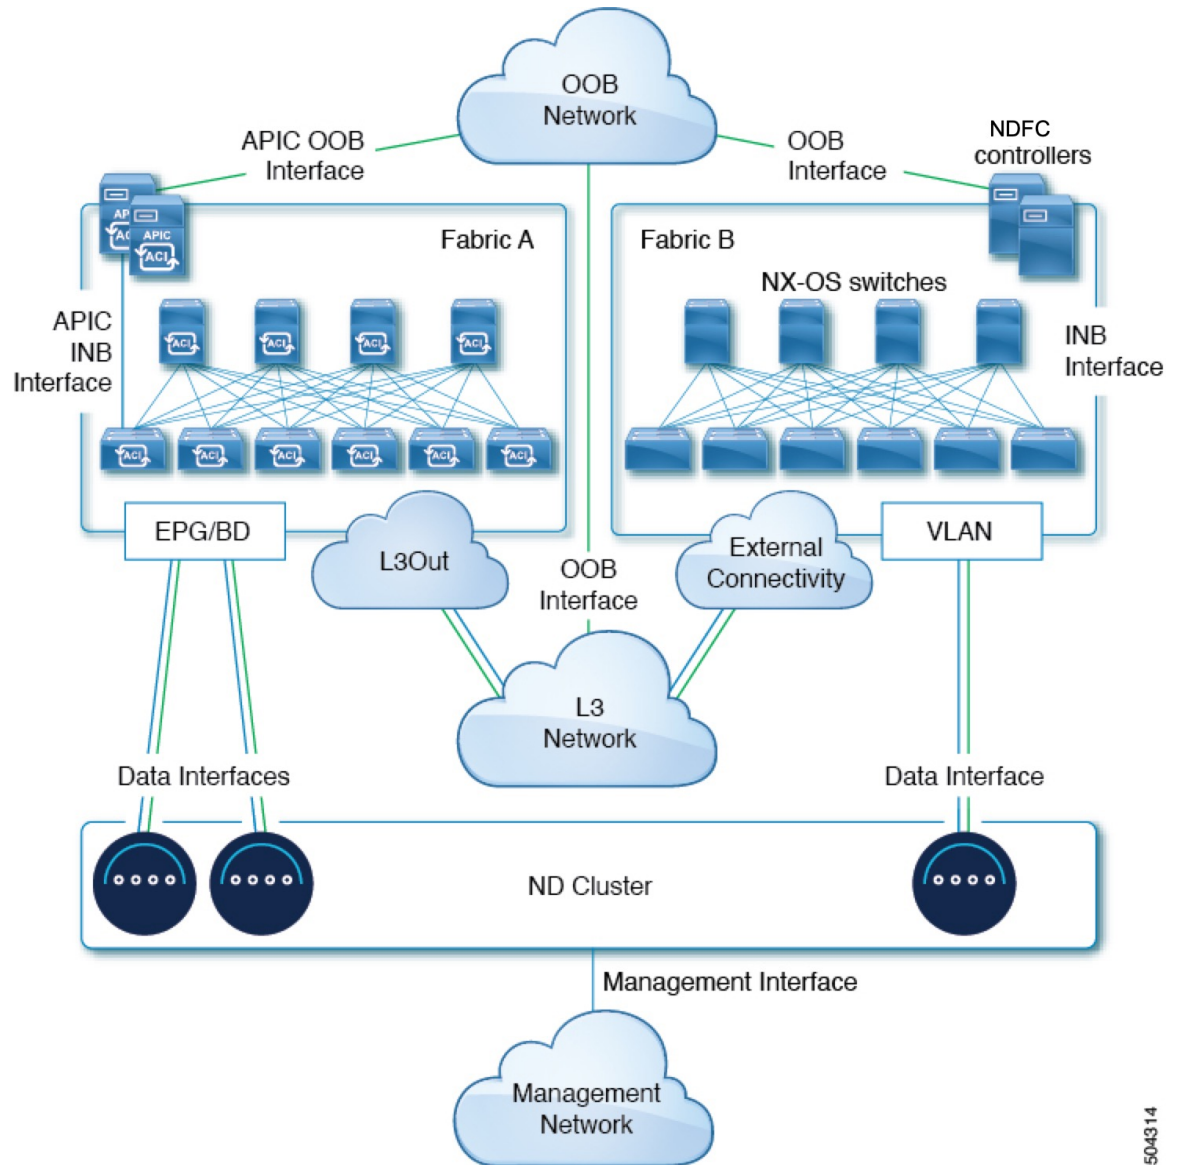 OOB
Network
APIC OOB
Interface
OOB
Interface
NDFC
controllers
AP
AC
APIC
ACI
Fabric A
Fabric B
NX-OS switches
APIC
INB
Interface
INB
Interface
ACI
ACI
ACI
ACI
ACI
ACI
ACI
ACI
ACI
ACI
EPG/BD
L3Out
OOB
Interface
External
Connectivity
VLAN
L3
Network
Data Interfaces
Data Interface
ND Cluster
Management Interface
Management
Network
504314